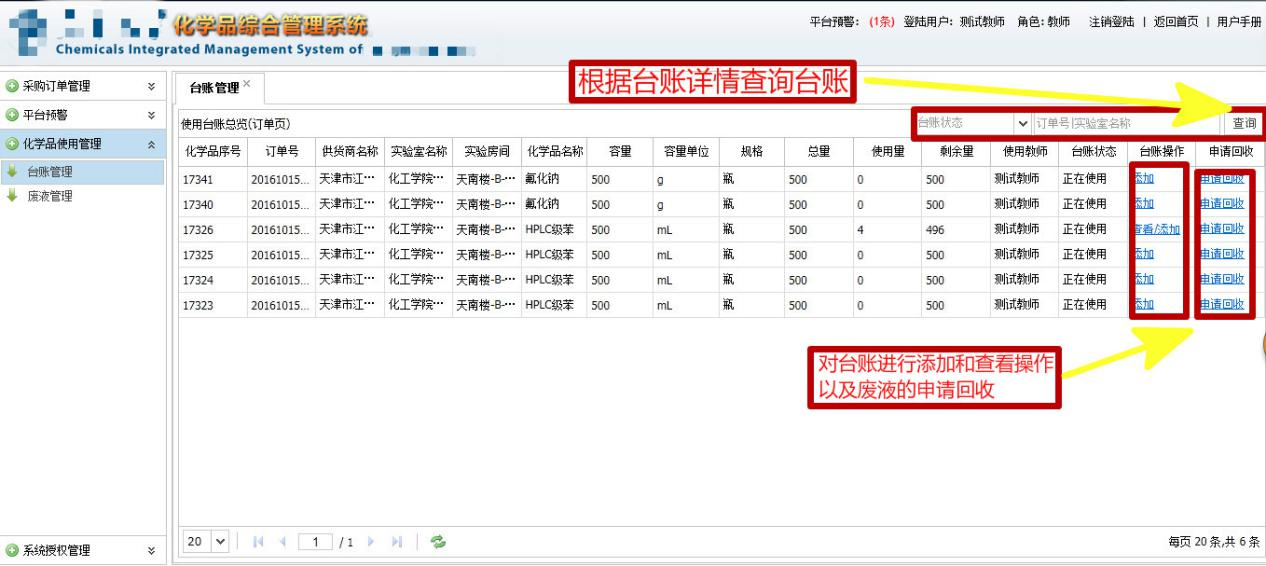 化学品综合管理系统
Chemicals Integrated Management System of
平台预警: (1条) 登陆用户: 测试教师 角色: 教师 注销登陆 | 返回首页 | 用户手册
采购订单管理
平台预警
化学品使用管理
台账管理
废液管理
系统授权管理
台账管理
根据台账详情查询台账
使用台账总览(订单页)
台账状态 订单号|实验室名称 查询
化学品序号 订单号 供货商名称 实验室名称 实验房间 化学品名称 容量 容量单位 规格 总量 使用量 剩余量 使用教师 台账状态 台账操作 申请回收
17341 20161015... 天津市江… 化工学院… 天南楼-B-… 氟化钠 500 g 瓶 500 0 500 测试教师 正在使用 添加 申请回收
17340 20161015... 天津市江… 化工学院… 天南楼-B-… 氟化钠 500 g 瓶 500 0 500 测试教师 正在使用 添加 申请回收
17326 20161015... 天津市江… 化工学院… 天南楼-B-… HPLC级苯 500 mL 瓶 500 4 496 测试教师 正在使用 查看/添加 申请回收
17325 20161015... 天津市江… 化工学院… 天南楼-B-… HPLC级苯 500 mL 瓶 500 0 500 测试教师 正在使用 添加 申请回收
17324 20161015... 天津市江… 化工学院… 天南楼-B-… HPLC级苯 500 mL 瓶 500 0 500 测试教师 正在使用 添加 申请回收
17323 20161015... 天津市江… 化工学院… 天南楼-B-… HPLC级苯 500 mL 瓶 500 0 500 测试教师 正在使用 添加 申请回收
对台账进行添加和查看操作
以及废液的申请回收
20 1 / 1 每页 20 条,共 6 条